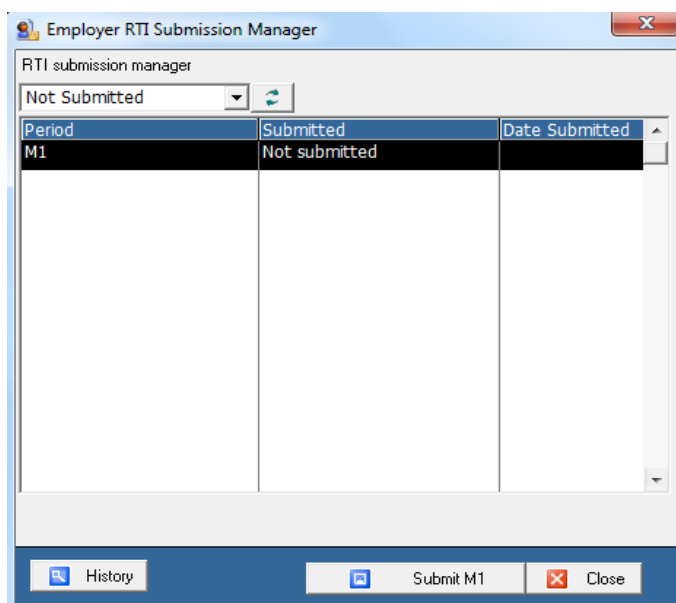 Employer RTI Submission Manager
RTI submission manager
Not Submitted
Period Submitted Date Submitted
M1 Not submitted
History Submit M1 Close